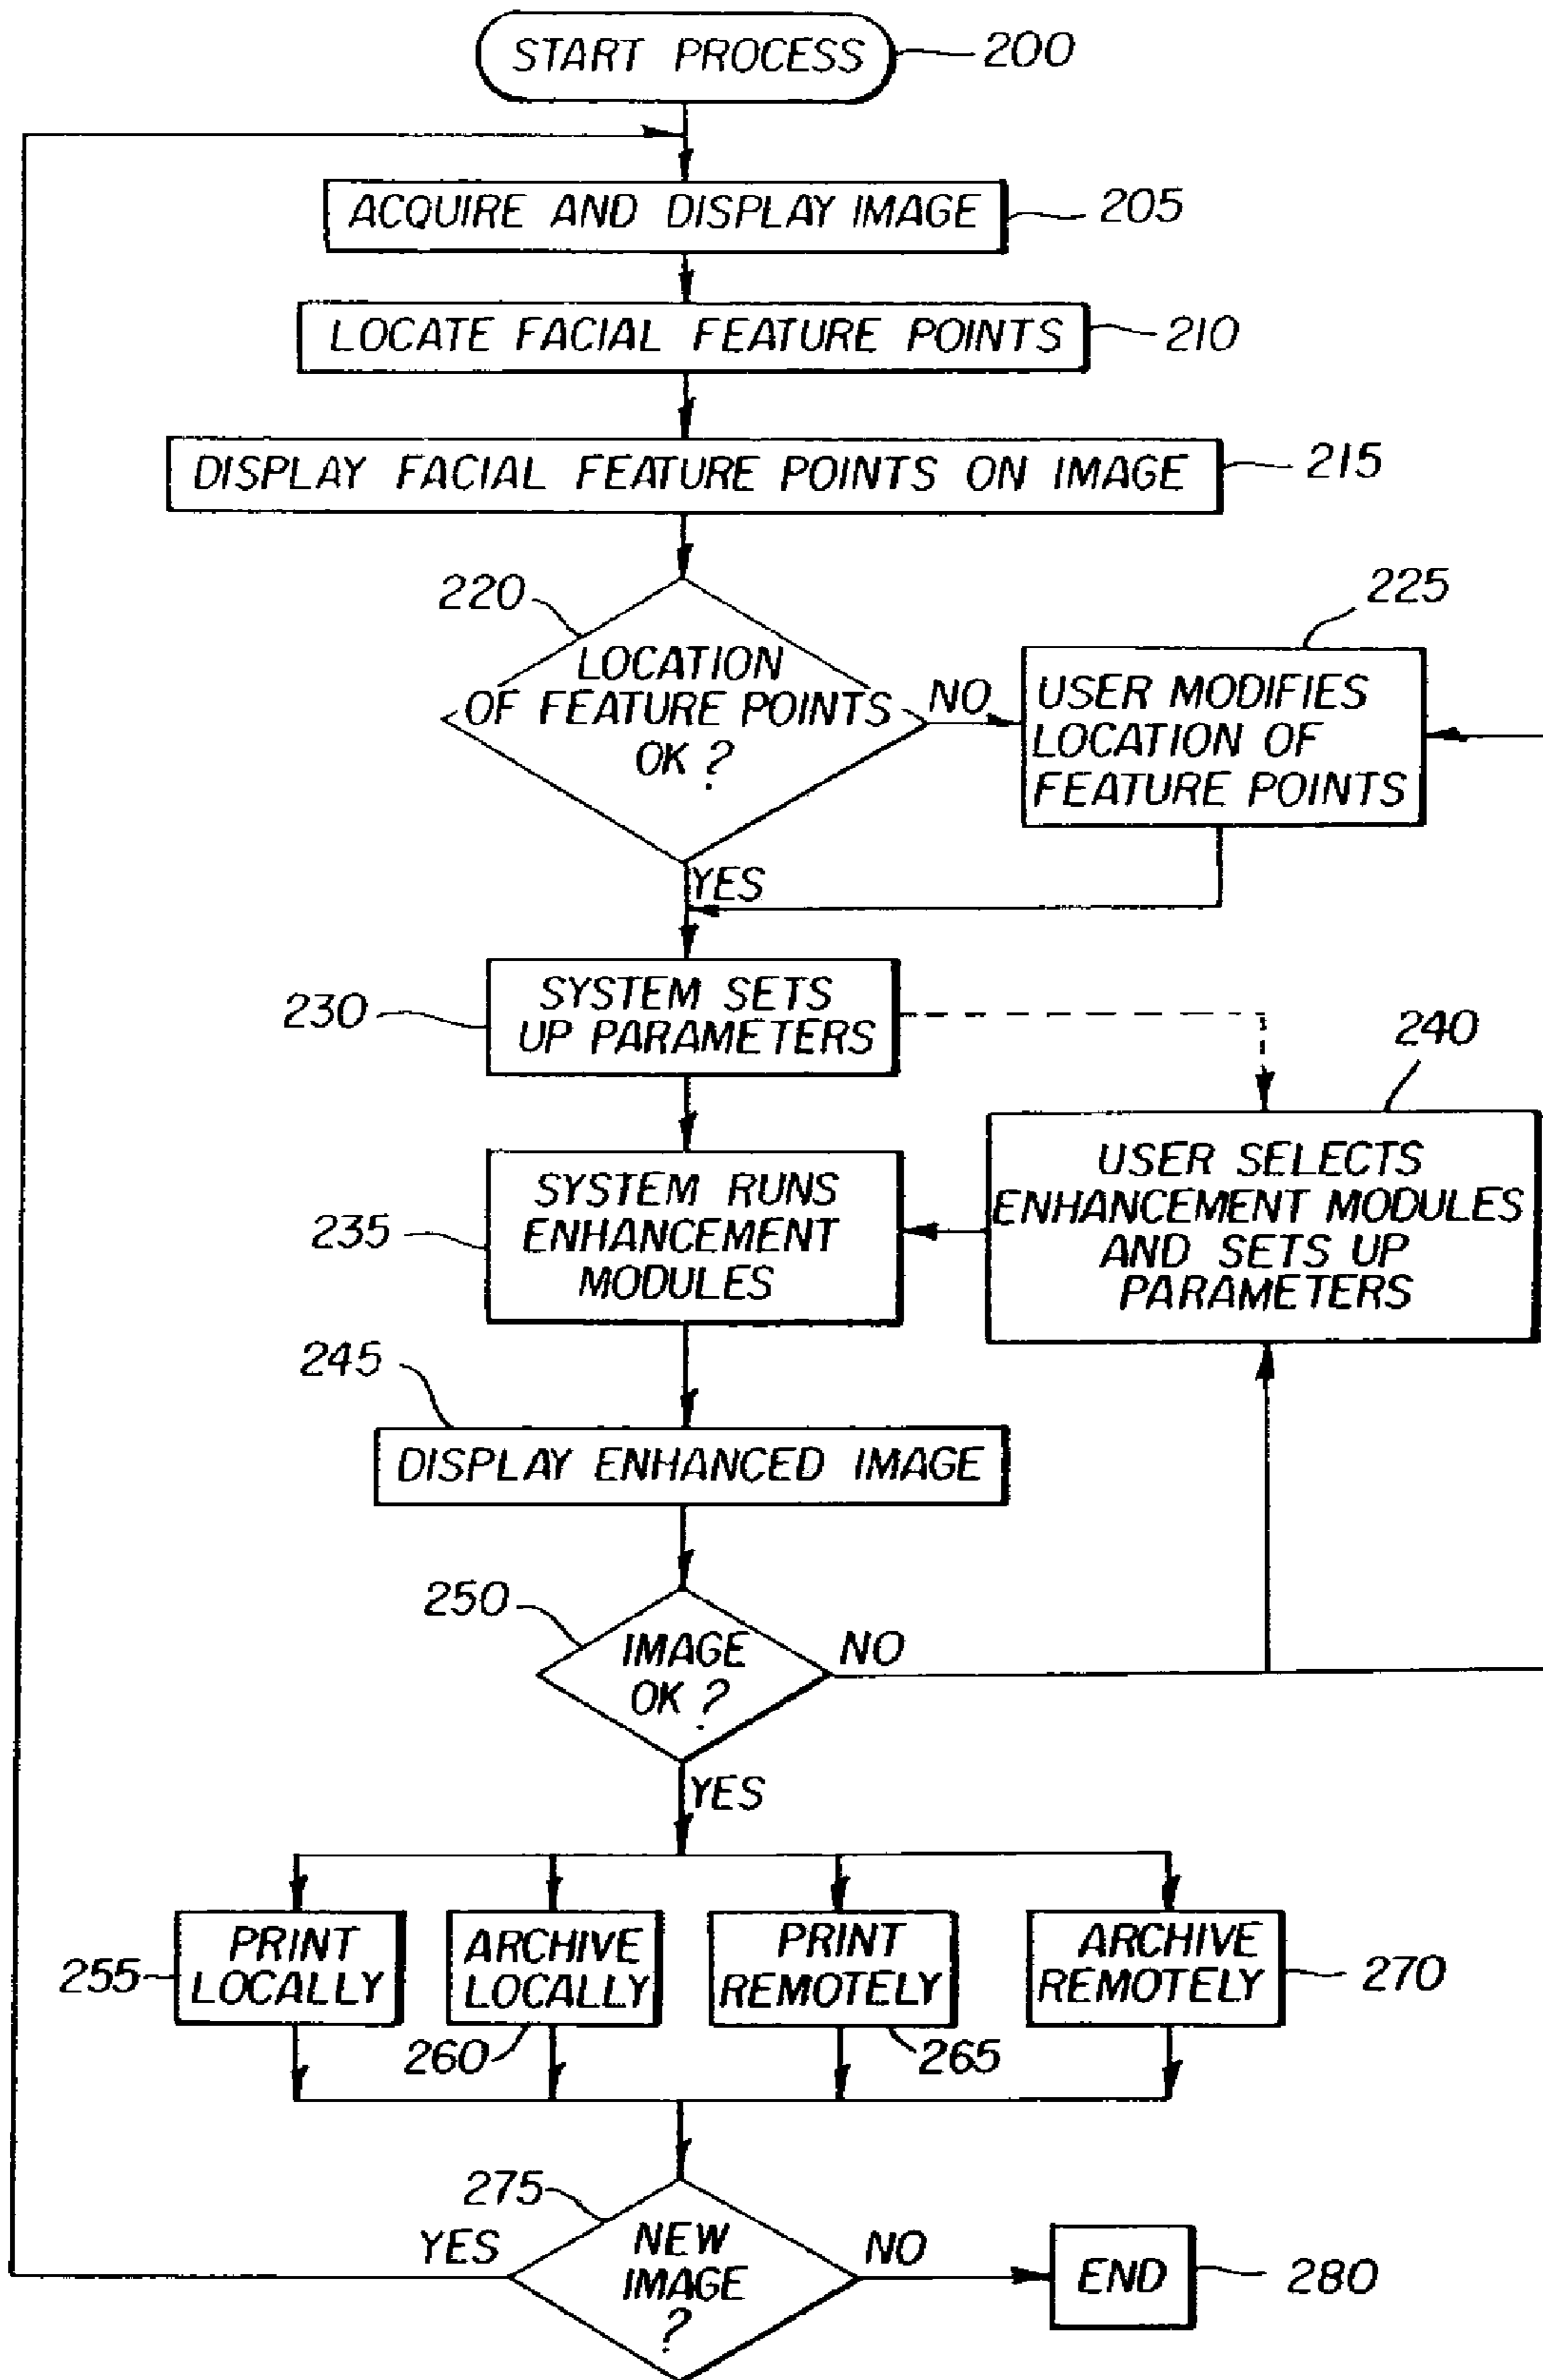 START PROCESS
200
ACQUIRE AND DISPLAY IMAGE
205
LOCATE FACIAL FEATURE POINTS
210
DISPLAY FACIAL FEATURE POINTS ON IMAGE
215
220
LOCATION
OF FEATURE POINTS
OK ?
NO
225
USER MODIFIES
LOCATION OF
FEATURE POINTS
YES
230
SYSTEM SETS
UP PARAMETERS
240
USER SELECTS
ENHANCEMENT MODULES
AND SETS UP
PARAMETERS
235
SYSTEM RUNS
ENHANCEMENT
MODULES
245
DISPLAY ENHANCED IMAGE
250
IMAGE
OK ?
NO
YES
255
PRINT
LOCALLY
ARCHIVE
LOCALLY
260
PRINT
REMOTELY
265
ARCHIVE
REMOTELY
270
275
YES
NEW
IMAGE
?
NO
END
280